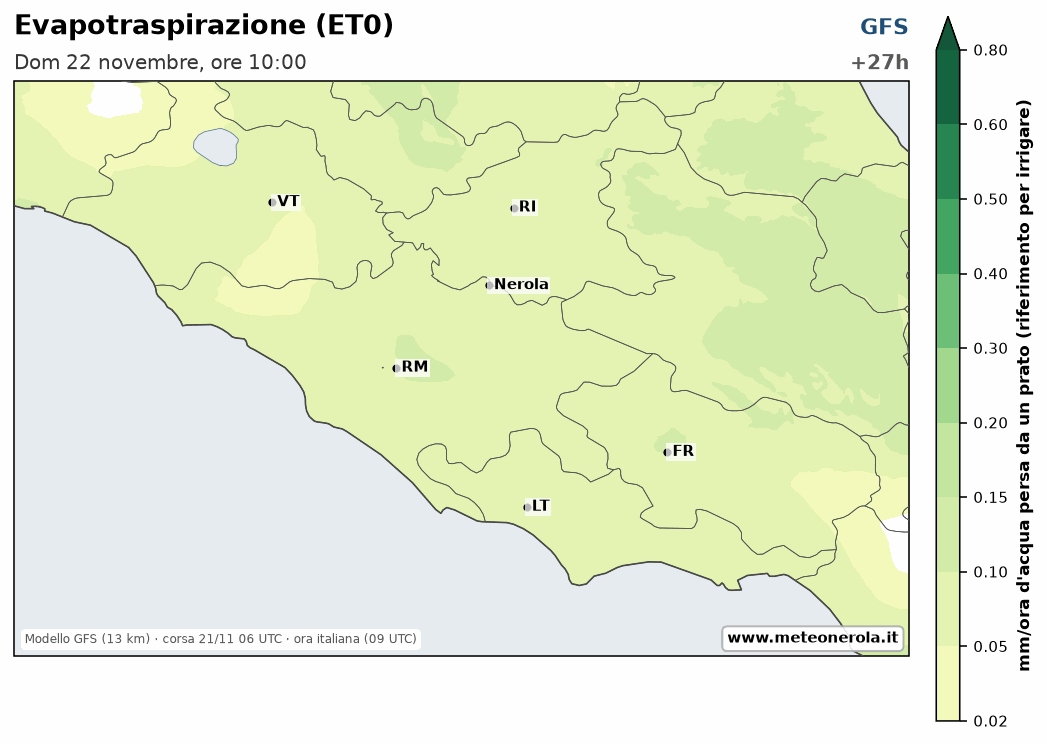 Evapotraspirazione (ET0)
GFS
Dom 22 novembre, ore 10:00
+27h
VT
RI
Nerola
RM
FR
LT
Modello GFS (13 km) · corsa 21/11 06 UTC · ora italiana (09 UTC)
www.meteonerola.it
0.80
0.60
0.50
0.40
0.30
0.20
0.15
0.10
0.05
0.02
mm/ora d'acqua persa da un prato (riferimento per irrigare)